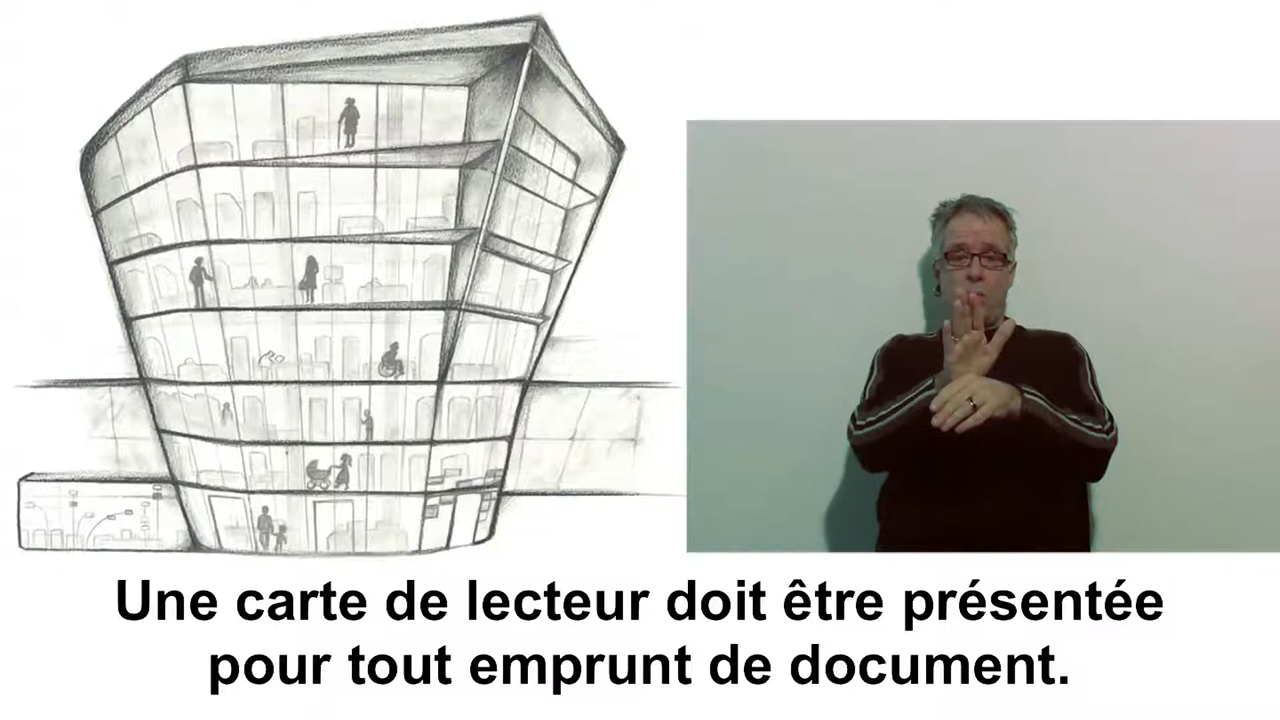 Une carte de lecteur doit être présentée
pour tout emprunt de document.